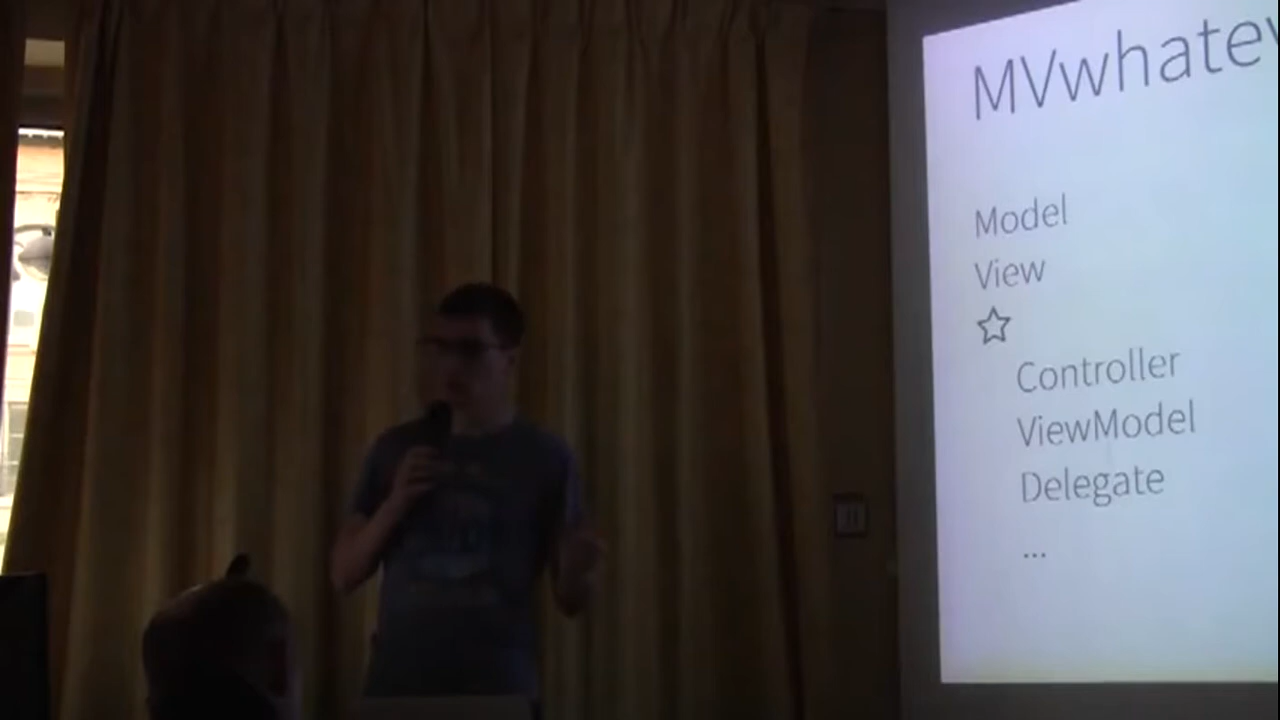 MVwhatev
Model
View
Controller
ViewModel
Delegate
...